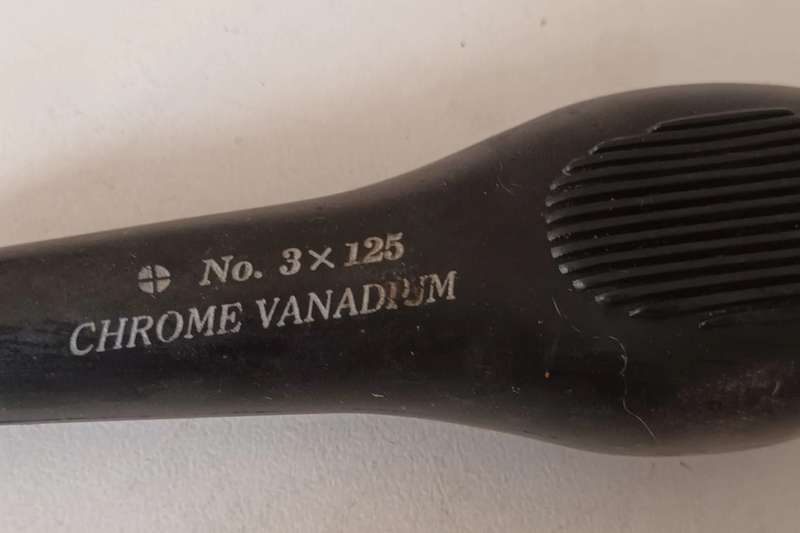 No. 3 × 125
CHROME VANADIUM